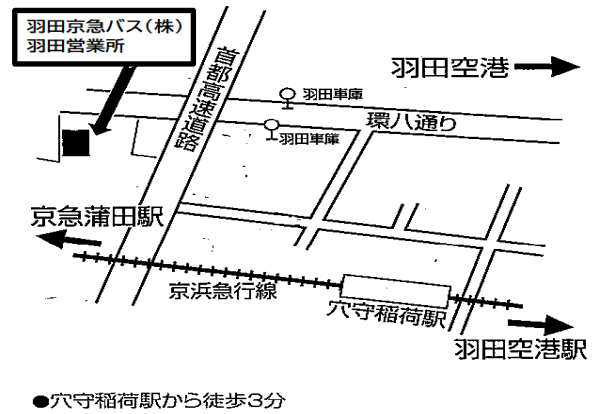 羽田京急バス（株）
羽田営業所
首都高速道路
羽田空港
羽田車庫
環八通り
羽田車庫
京急蒲田駅
京浜急行線
穴守稲荷駅
羽田空港駅
●穴守稲荷駅から徒歩3分